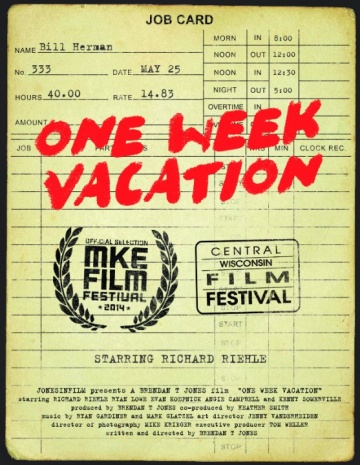 JOB CARD
NAME Bill Herman
MORN IN 8:00
NOON OUT 12:00
No. 333 DATE MAY 25
NOON IN 12:30
HOURS 40.00 RATE 14.83
NIGHT OUT 5:00
OVERTIME IN
AMOUNT
ONE WEEK
JOB MIN CLOCK REC.
VACATION
OFFICIAL SELECTION
MKE
FILM
FESTIVAL
2014
CENTRAL
WISCONSIN
FILM
FESTIVAL
START
STOP
STARRING RICHARD RIEHLE
JONESINFILM presents A BRENDAN T JONES film "ONE WEEK VACATION"
starring RICHARD RIEHLE RYAN LOWE EVAN KOEPNICK ANGIE CAMPBELL and KENNY SOMERVILLE
produced by BRENDAN T JONES co-produced by HEATHER SMITH
music by RYAN GARDINER and MARK GLATZEL art director JENNY VANDERHEIDEN
director of photography MIKE KRIEGER executive producer TOM WELLER
written and directed by BRENDAN T JONES